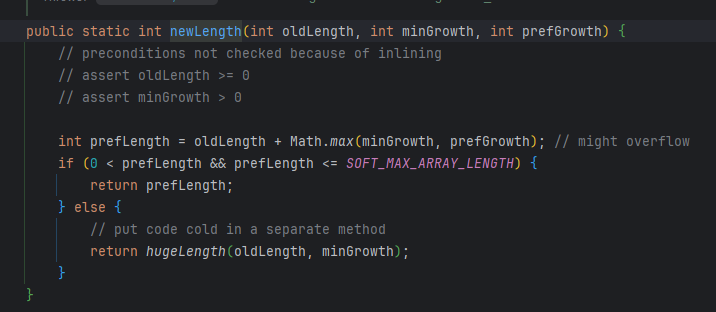 public static int newLength(int oldLength, int minGrowth, int prefGrowth) {
// preconditions not checked because of inlining
// assert oldLength >= 0
// assert minGrowth > 0
int prefLength = oldLength + Math.max(minGrowth, prefGrowth); // might overflow
if (0 < prefLength && prefLength <= SOFT_MAX_ARRAY_LENGTH) {
return prefLength;
} else {
// put code cold in a separate method
return hugeLength(oldLength, minGrowth);
}
}